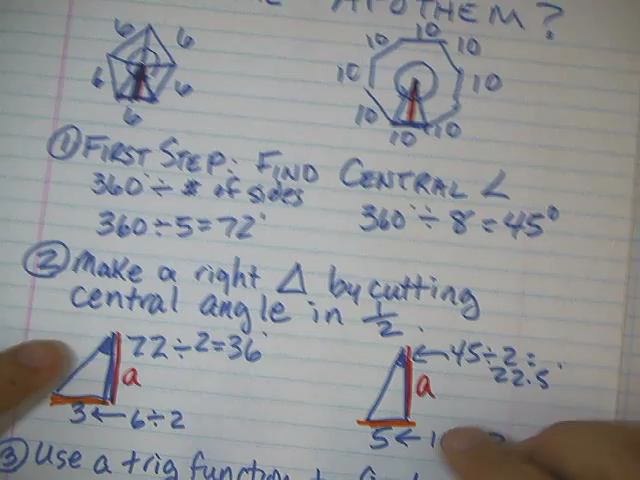 APOTHEM?
6 6
6 6
6
10 10 10
10 10
10 10 10
① FIRST STEP: FIND CENTRAL ∠
360° ÷ # of sides
360 ÷ 5 = 72°
360° ÷ 8 = 45°
② Make a right △ by cutting
central angle in 1/2.
72 ÷ 2 = 36°
a
3 ← 6 ÷ 2
← 45 ÷ 2 =
22.5°
a
5 ←
③ Use a trig function